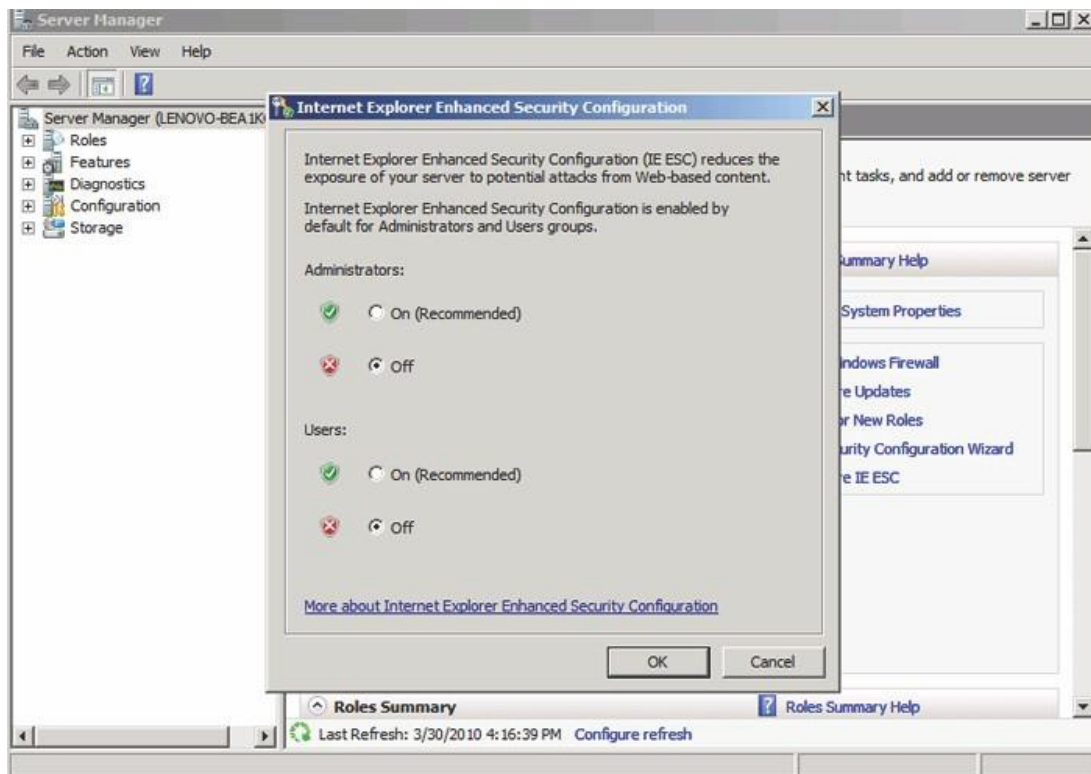 Server Manager
File Action View Help
Server Manager (LENOVO-BEA1K
Roles
Features
Diagnostics
Configuration
Storage
Internet Explorer Enhanced Security Configuration
Internet Explorer Enhanced Security Configuration (IE ESC) reduces the
exposure of your server to potential attacks from Web-based content.
Internet Explorer Enhanced Security Configuration is enabled by
default for Administrators and Users groups.
Administrators:
On (Recommended)
Off
Users:
On (Recommended)
Off
More about Internet Explorer Enhanced Security Configuration
OK Cancel
nt tasks, and add or remove server
ummary Help
System Properties
indows Firewall
re Updates
or New Roles
urity Configuration Wizard
re IE ESC
Roles Summary
Roles Summary Help
Last Refresh: 3/30/2010 4:16:39 PM Configure refresh